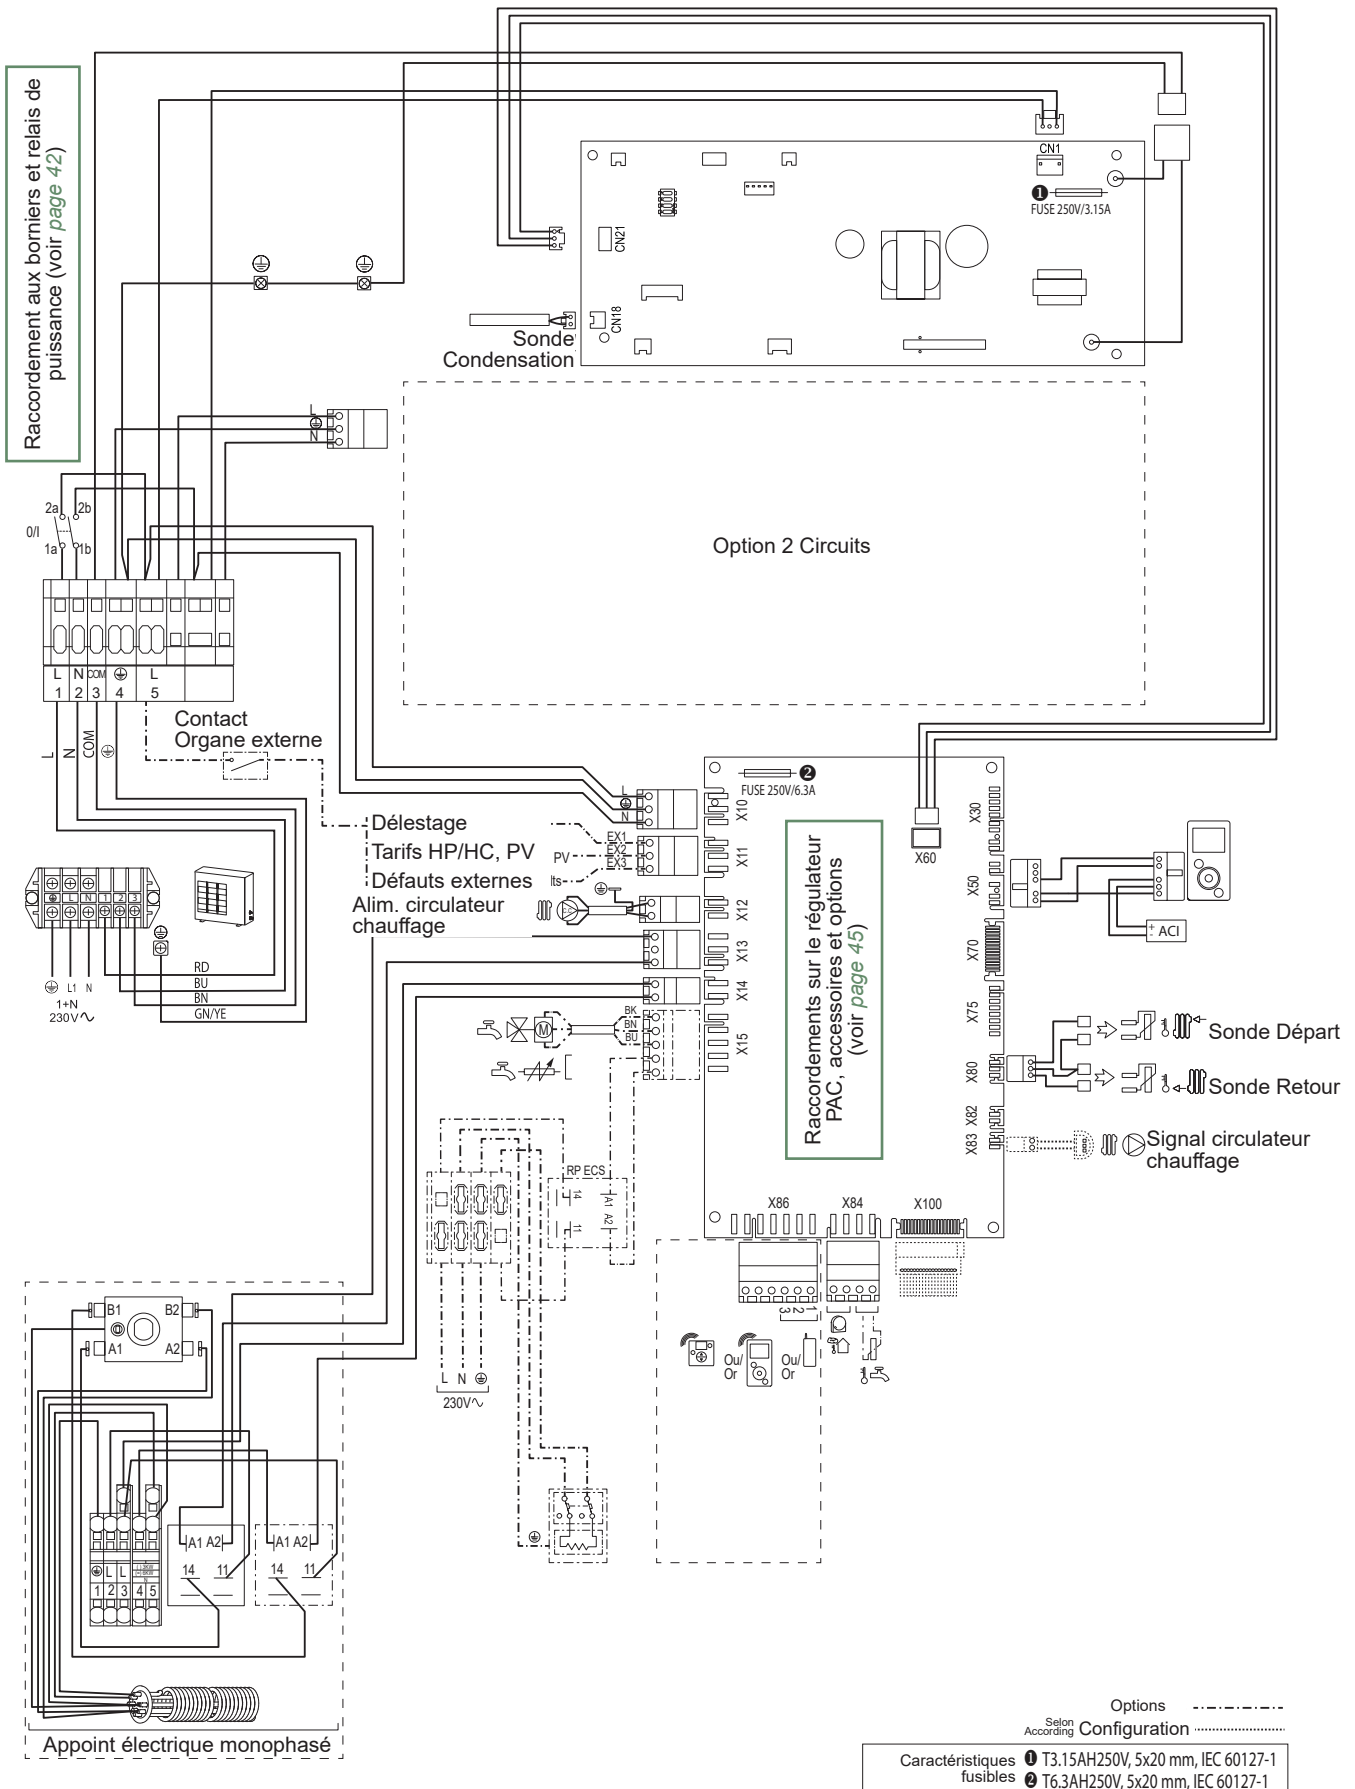 Raccordement aux borniers et relais de
puissance (voir page 42)
CN1
❶
FUSE 250V/3.15A
CN21
CN18
Sonde
Condensation
L
N
Option 2 Circuits
2a
2b
0/I
1a
1b
L N COM L
1 2 3 4 5
L
N
COM
Contact
Organe externe
❷
FUSE 250V/6.3A
L
N
X10
X30
Délestage
Tarifs HP/HC, PV
Défauts externes
EX1
EX2
EX3
PV
lts
X11
X60
X50
Alim. circulateur
chauffage
X12
X13
X14
X15
Raccordements sur le régulateur
PAC, accessoires et options
(voir page 45)
ACI
X70
X75
X80
X82
X83
L N 1 2 3
L1 N
1+N
230V~
RD
BU
BN
GN/YE
M
BK
BN
BU
Sonde Départ
Sonde Retour
Signal circulateur
chauffage
RP ECS
14
11
A1
A2
X86
X84
X100
3 2 1
Ou/
Or
Ou/
Or
L N
230V~
B1
B2
A1
A2
A1 A2
14
11
A1 A2
14
11
L L
N
1 2 3 4 5
Appoint électrique monophasé
Options
Selon
According
Configuration
Caractéristiques
fusibles
❶ T3.15AH250V, 5x20 mm, IEC 60127-1
❷ T6.3AH250V, 5x20 mm, IEC 60127-1